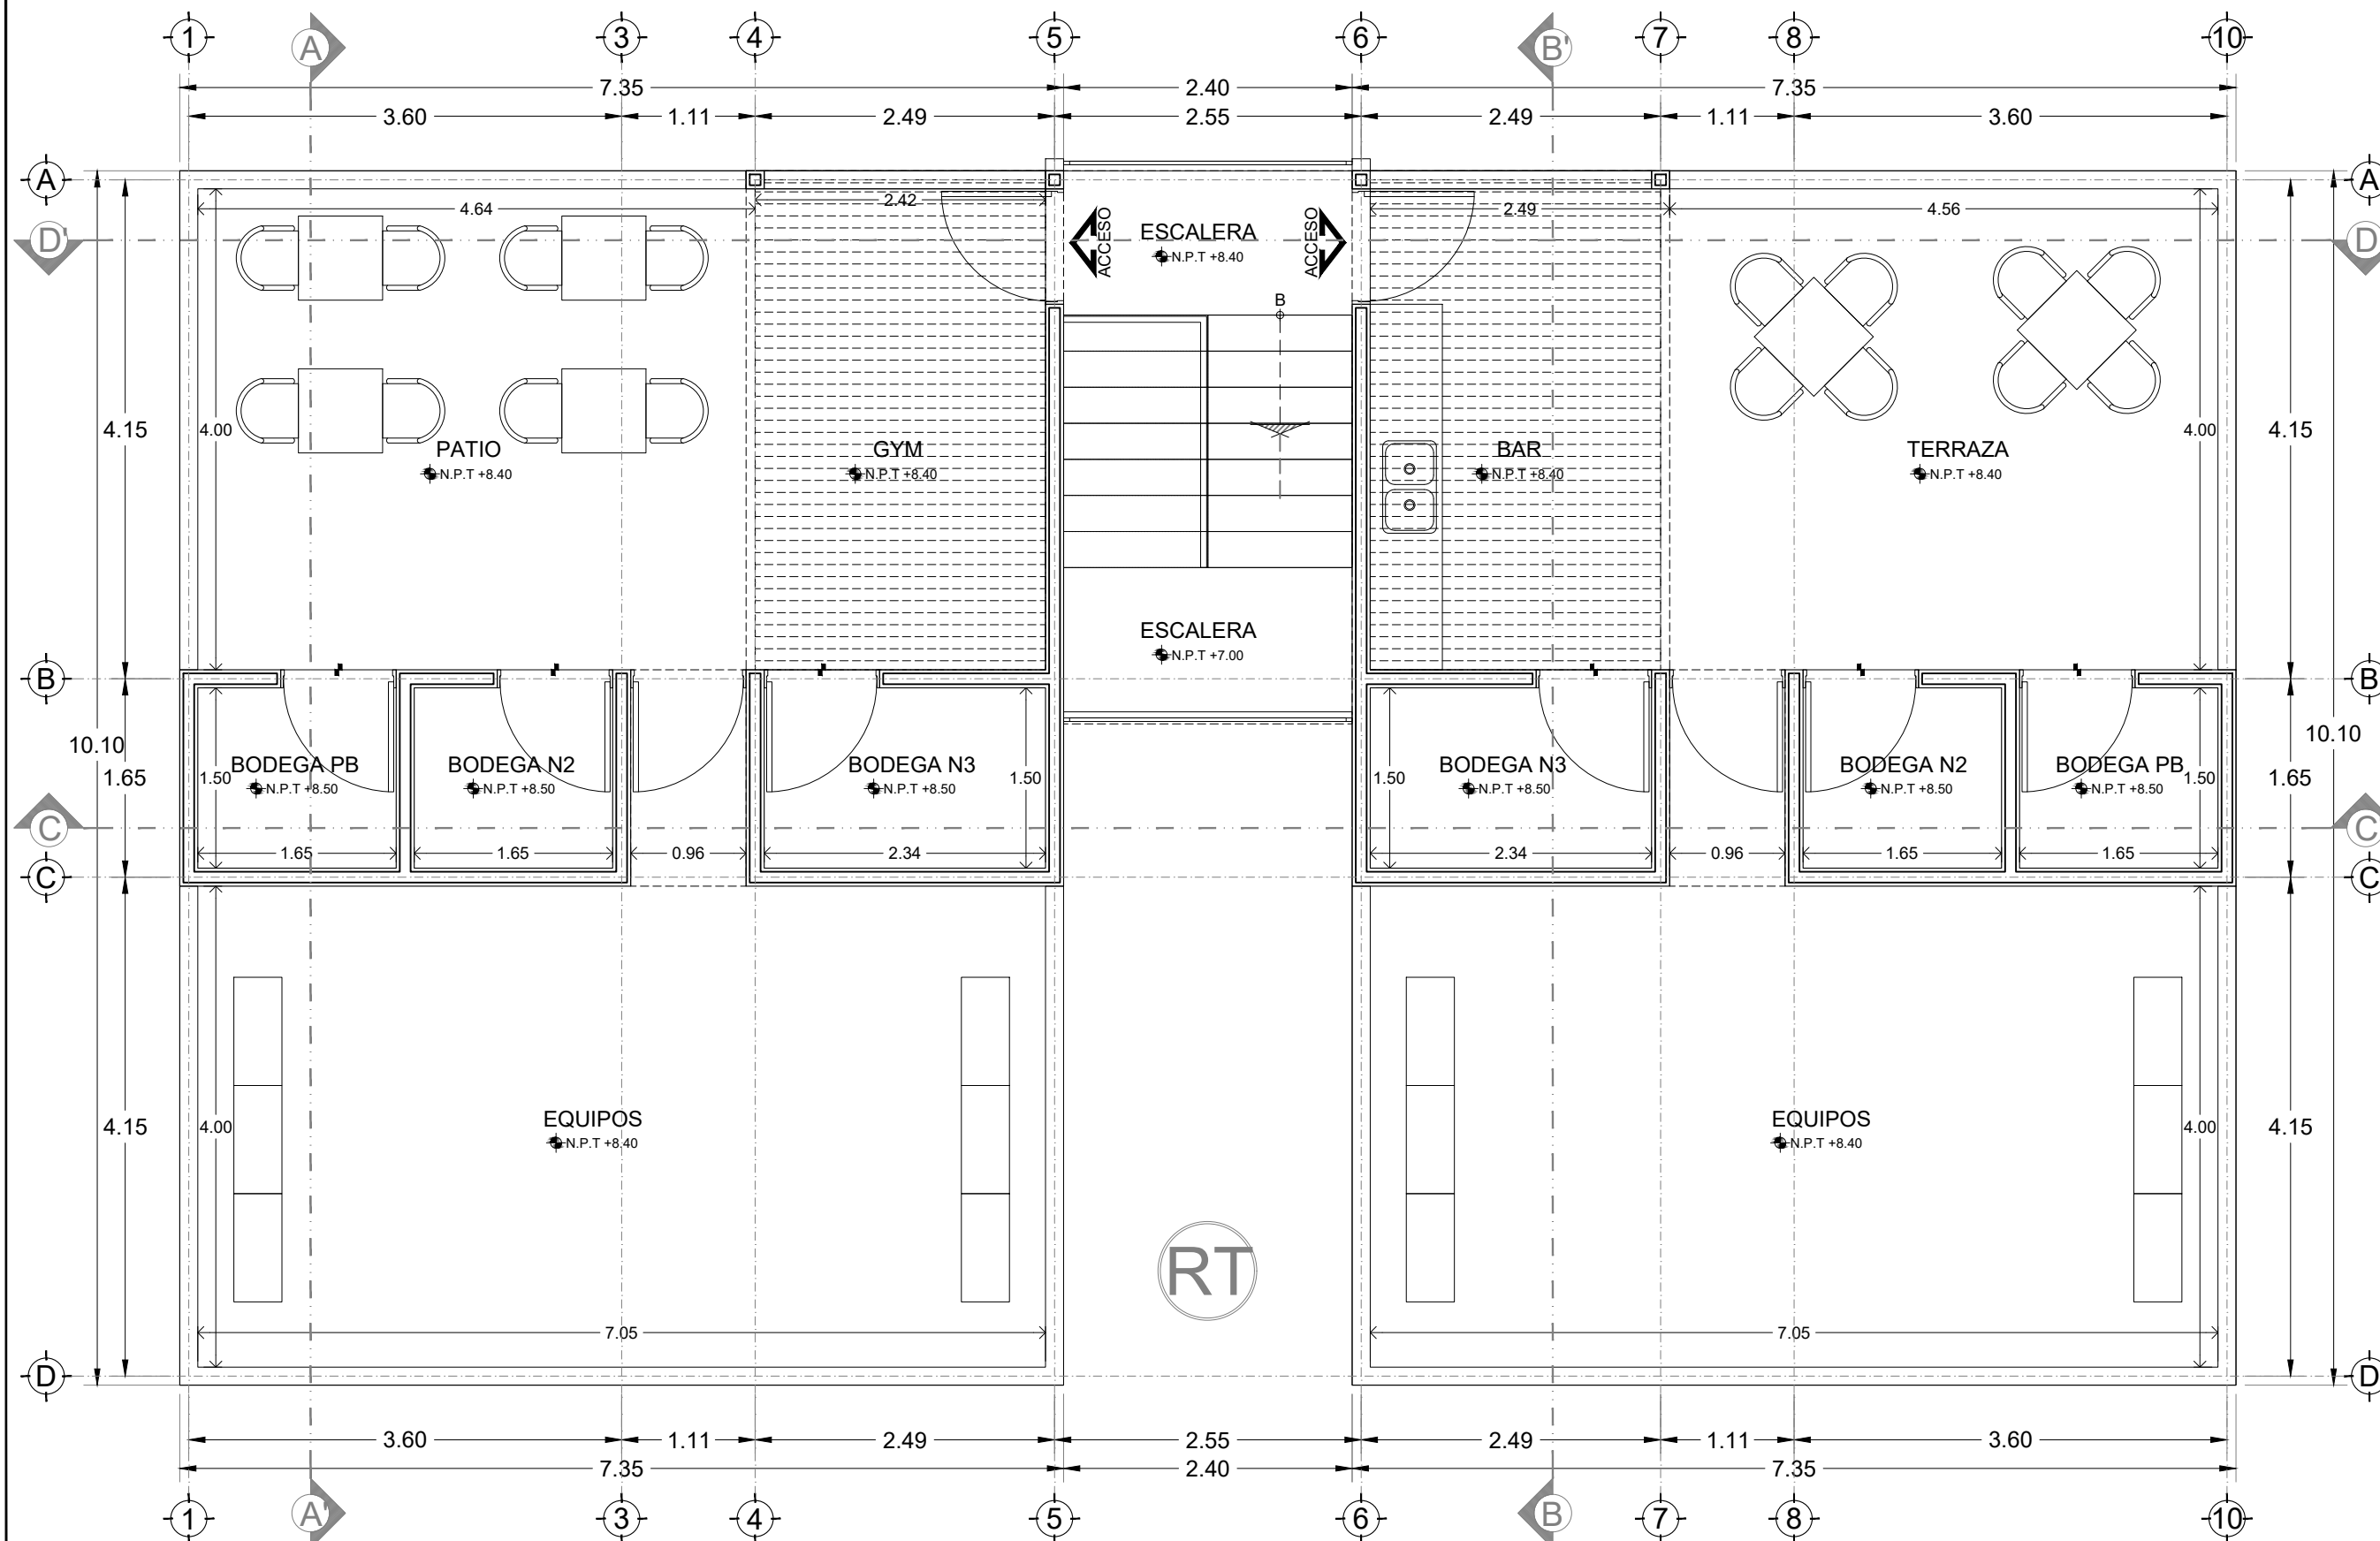 1 A 3 4 5 6 B' 7 8 10
7.35 2.40 7.35
3.60 1.11 2.49 2.55 2.49 1.11 3.60
A A
4.64 2.42 2.49 4.56
D' ACCESO ESCALERA ACCESO D
N.P.T +8.40
B
4.15 4.00 4.00 4.15
PATIO GYM BAR TERRAZA
N.P.T +8.40 N.P.T +8.40 N.P.T +8.40 N.P.T +8.40
ESCALERA
N.P.T +7.00
B B
10.10 10.10
1.65 1.50 BODEGA PB BODEGA N2 BODEGA N3 1.50 1.50 BODEGA N3 BODEGA N2 BODEGA PB 1.50 1.65
N.P.T +8.50 N.P.T +8.50 N.P.T +8.50 N.P.T +8.50 N.P.T +8.50 N.P.T +8.50
C C
1.65 1.65 0.96 2.34 2.34 0.96 1.65 1.65
C C
4.15 4.00 EQUIPOS EQUIPOS 4.00 4.15
N.P.T +8.40 N.P.T +8.40
RT
7.05 7.05
D D
3.60 1.11 2.49 2.55 2.49 1.11 3.60
7.35 2.40 7.35
1 A' 3 4 5 6 B 7 8 10